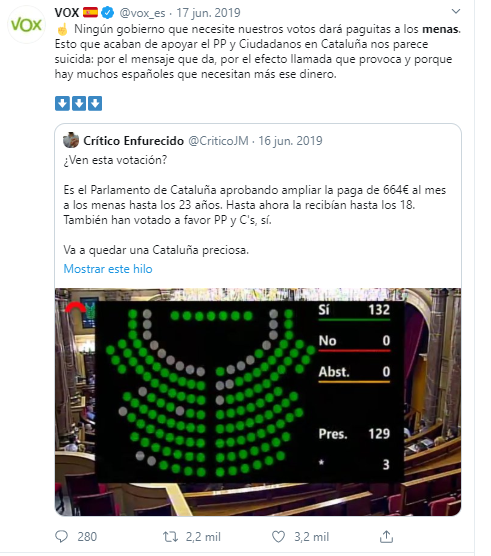 VOX
VOX 🇪🇸 @vox_es · 17 jun. 2019
☝️ Ningún gobierno que necesite nuestros votos dará paguitas a los menas.
Esto que acaban de apoyar el PP y Ciudadanos en Cataluña nos parece
suicida: por el mensaje que da, por el efecto llamada que provoca y porque
hay muchos españoles que necesitan más ese dinero.
⬇️⬇️⬇️
Crítico Enfurecido @CriticoJM · 16 jun. 2019
¿Ven esta votación?
Es el Parlamento de Cataluña aprobando ampliar la paga de 664€ al mes
a los menas hasta los 23 años. Hasta ahora la recibían hasta los 18.
También han votado a favor PP y C's, sí.
Va a quedar una Cataluña preciosa.
Mostrar este hilo
Sí 132
No 0
Abst. 0
Pres. 129
* 3
280 2,2 mil 3,2 mil